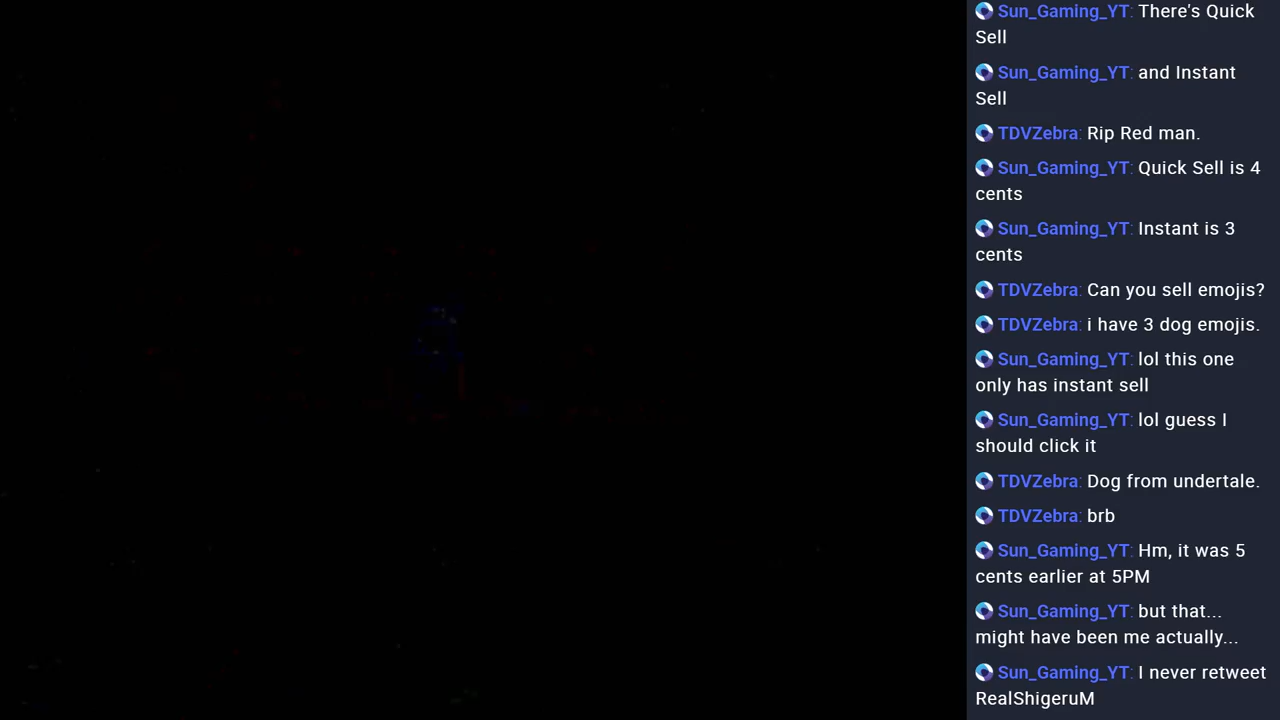 Sun_Gaming_YT: There's Quick
Sell
Sun_Gaming_YT: and Instant
Sell
TDVZebra: Rip Red man.
Sun_Gaming_YT: Quick Sell is 4
cents
Sun_Gaming_YT: Instant is 3
cents
TDVZebra: Can you sell emojis?
TDVZebra: i have 3 dog emojis.
Sun_Gaming_YT: lol this one
only has instant sell
Sun_Gaming_YT: lol guess I
should click it
TDVZebra: Dog from undertale.
TDVZebra: brb
Sun_Gaming_YT: Hm, it was 5
cents earlier at 5PM
Sun_Gaming_YT: but that...
might have been me actually...
Sun_Gaming_YT: I never retweet
RealShigeruM